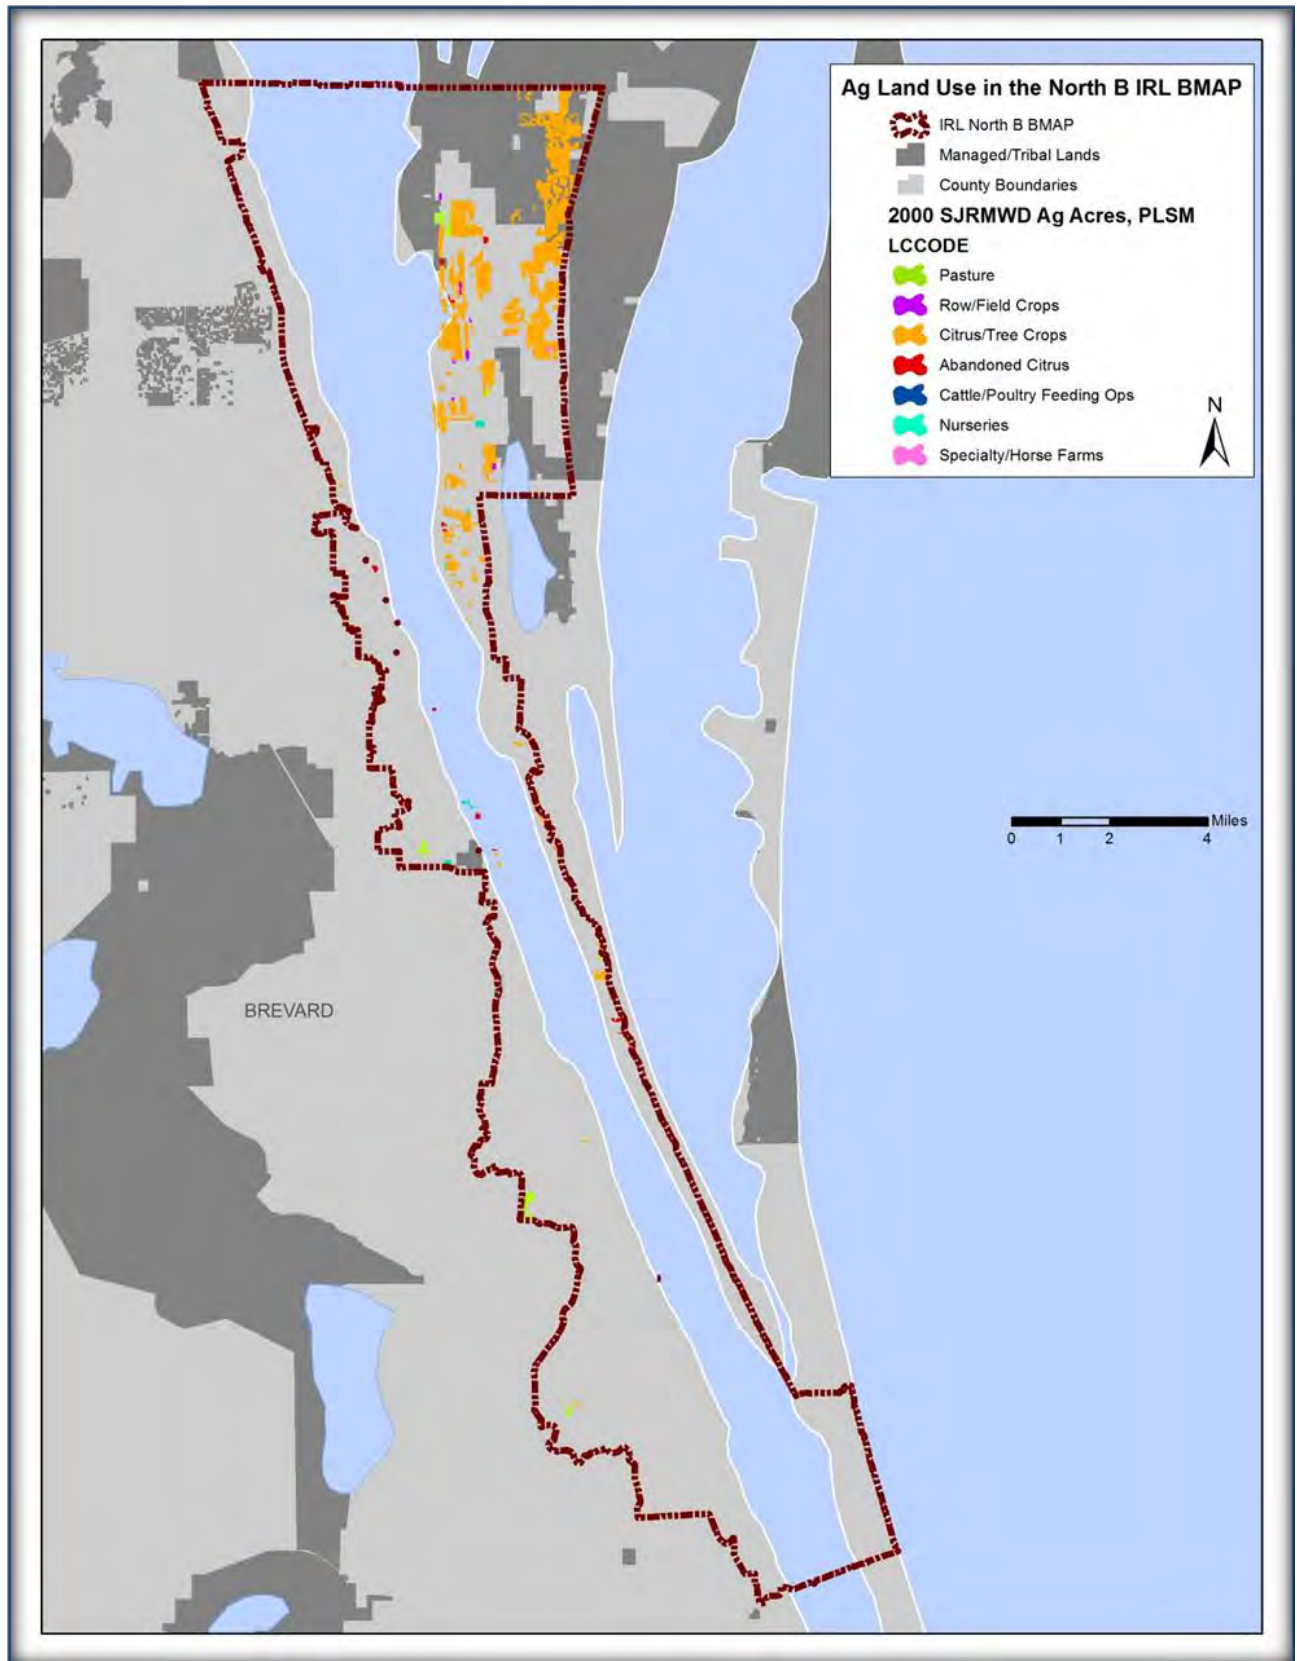 Ag Land Use in the North B IRL BMAP
IRL North B BMAP
Managed/Tribal Lands
County Boundaries
2000 SJRMWD Ag Acres, PLSM
LCCODE
Pasture
Row/Field Crops
Citrus/Tree Crops
Abandoned Citrus
Cattle/Poultry Feeding Ops
Nurseries
Specialty/Horse Farms
N
Miles
0 1 2 4
BREVARD